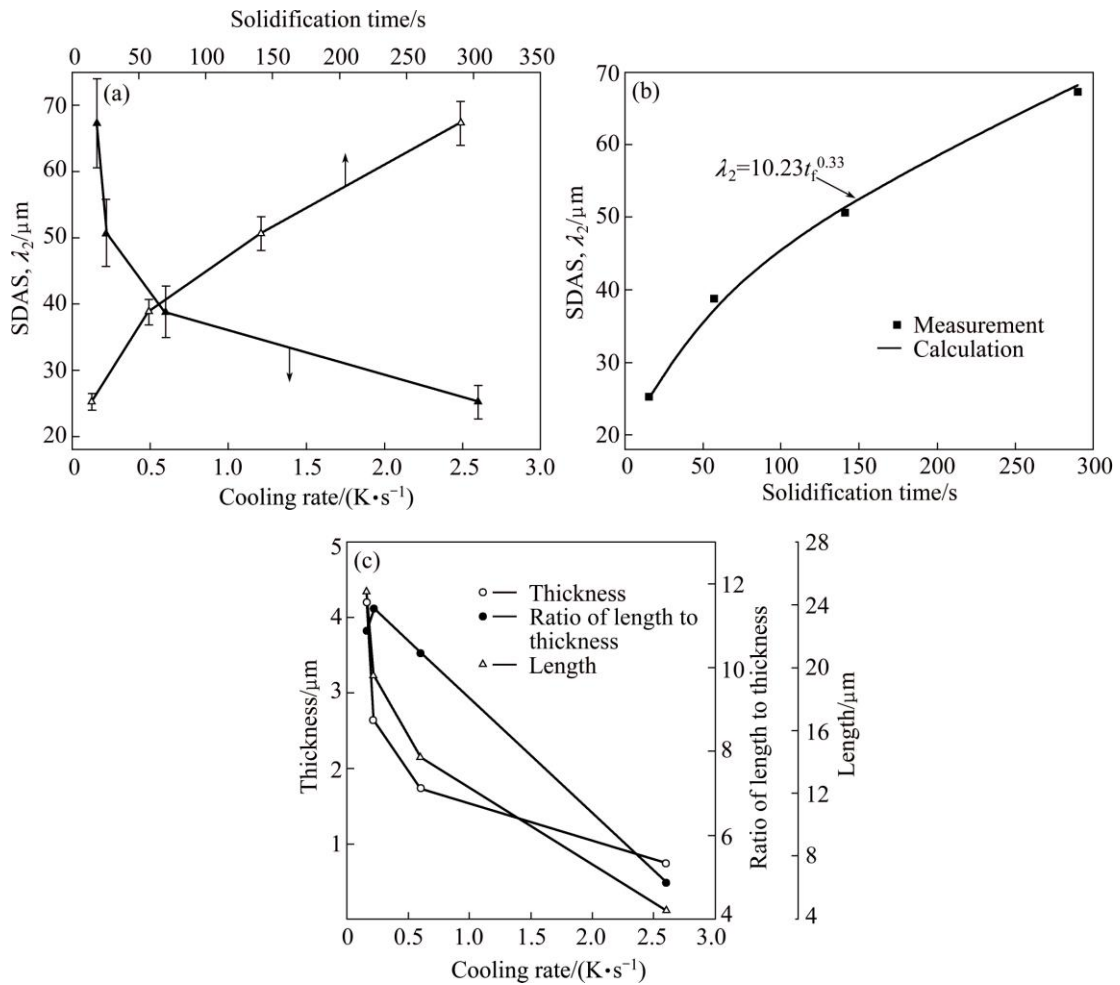 Solidification time/s
0 50 100 150 200 250 300 350
(a)
70
60
50
40
30
20
SDAS, λ₂/μm
0 0.5 1.0 1.5 2.0 2.5 3.0
Cooling rate/(K•s⁻¹)
(b)
70
60
50
40
30
20
SDAS, λ₂/μm
λ₂=10.23t_f^0.33
Measurement
Calculation
0 50 100 150 200 250 300
Solidification time/s
(c)
5
4
3
2
1
Thickness/μm
Thickness
Ratio of length to
thickness
Length
12
10
8
6
4
Ratio of length to thickness
28
24
20
16
12
8
4
Length/μm
0 0.5 1.0 1.5 2.0 2.5 3.0
Cooling rate/(K•s⁻¹)